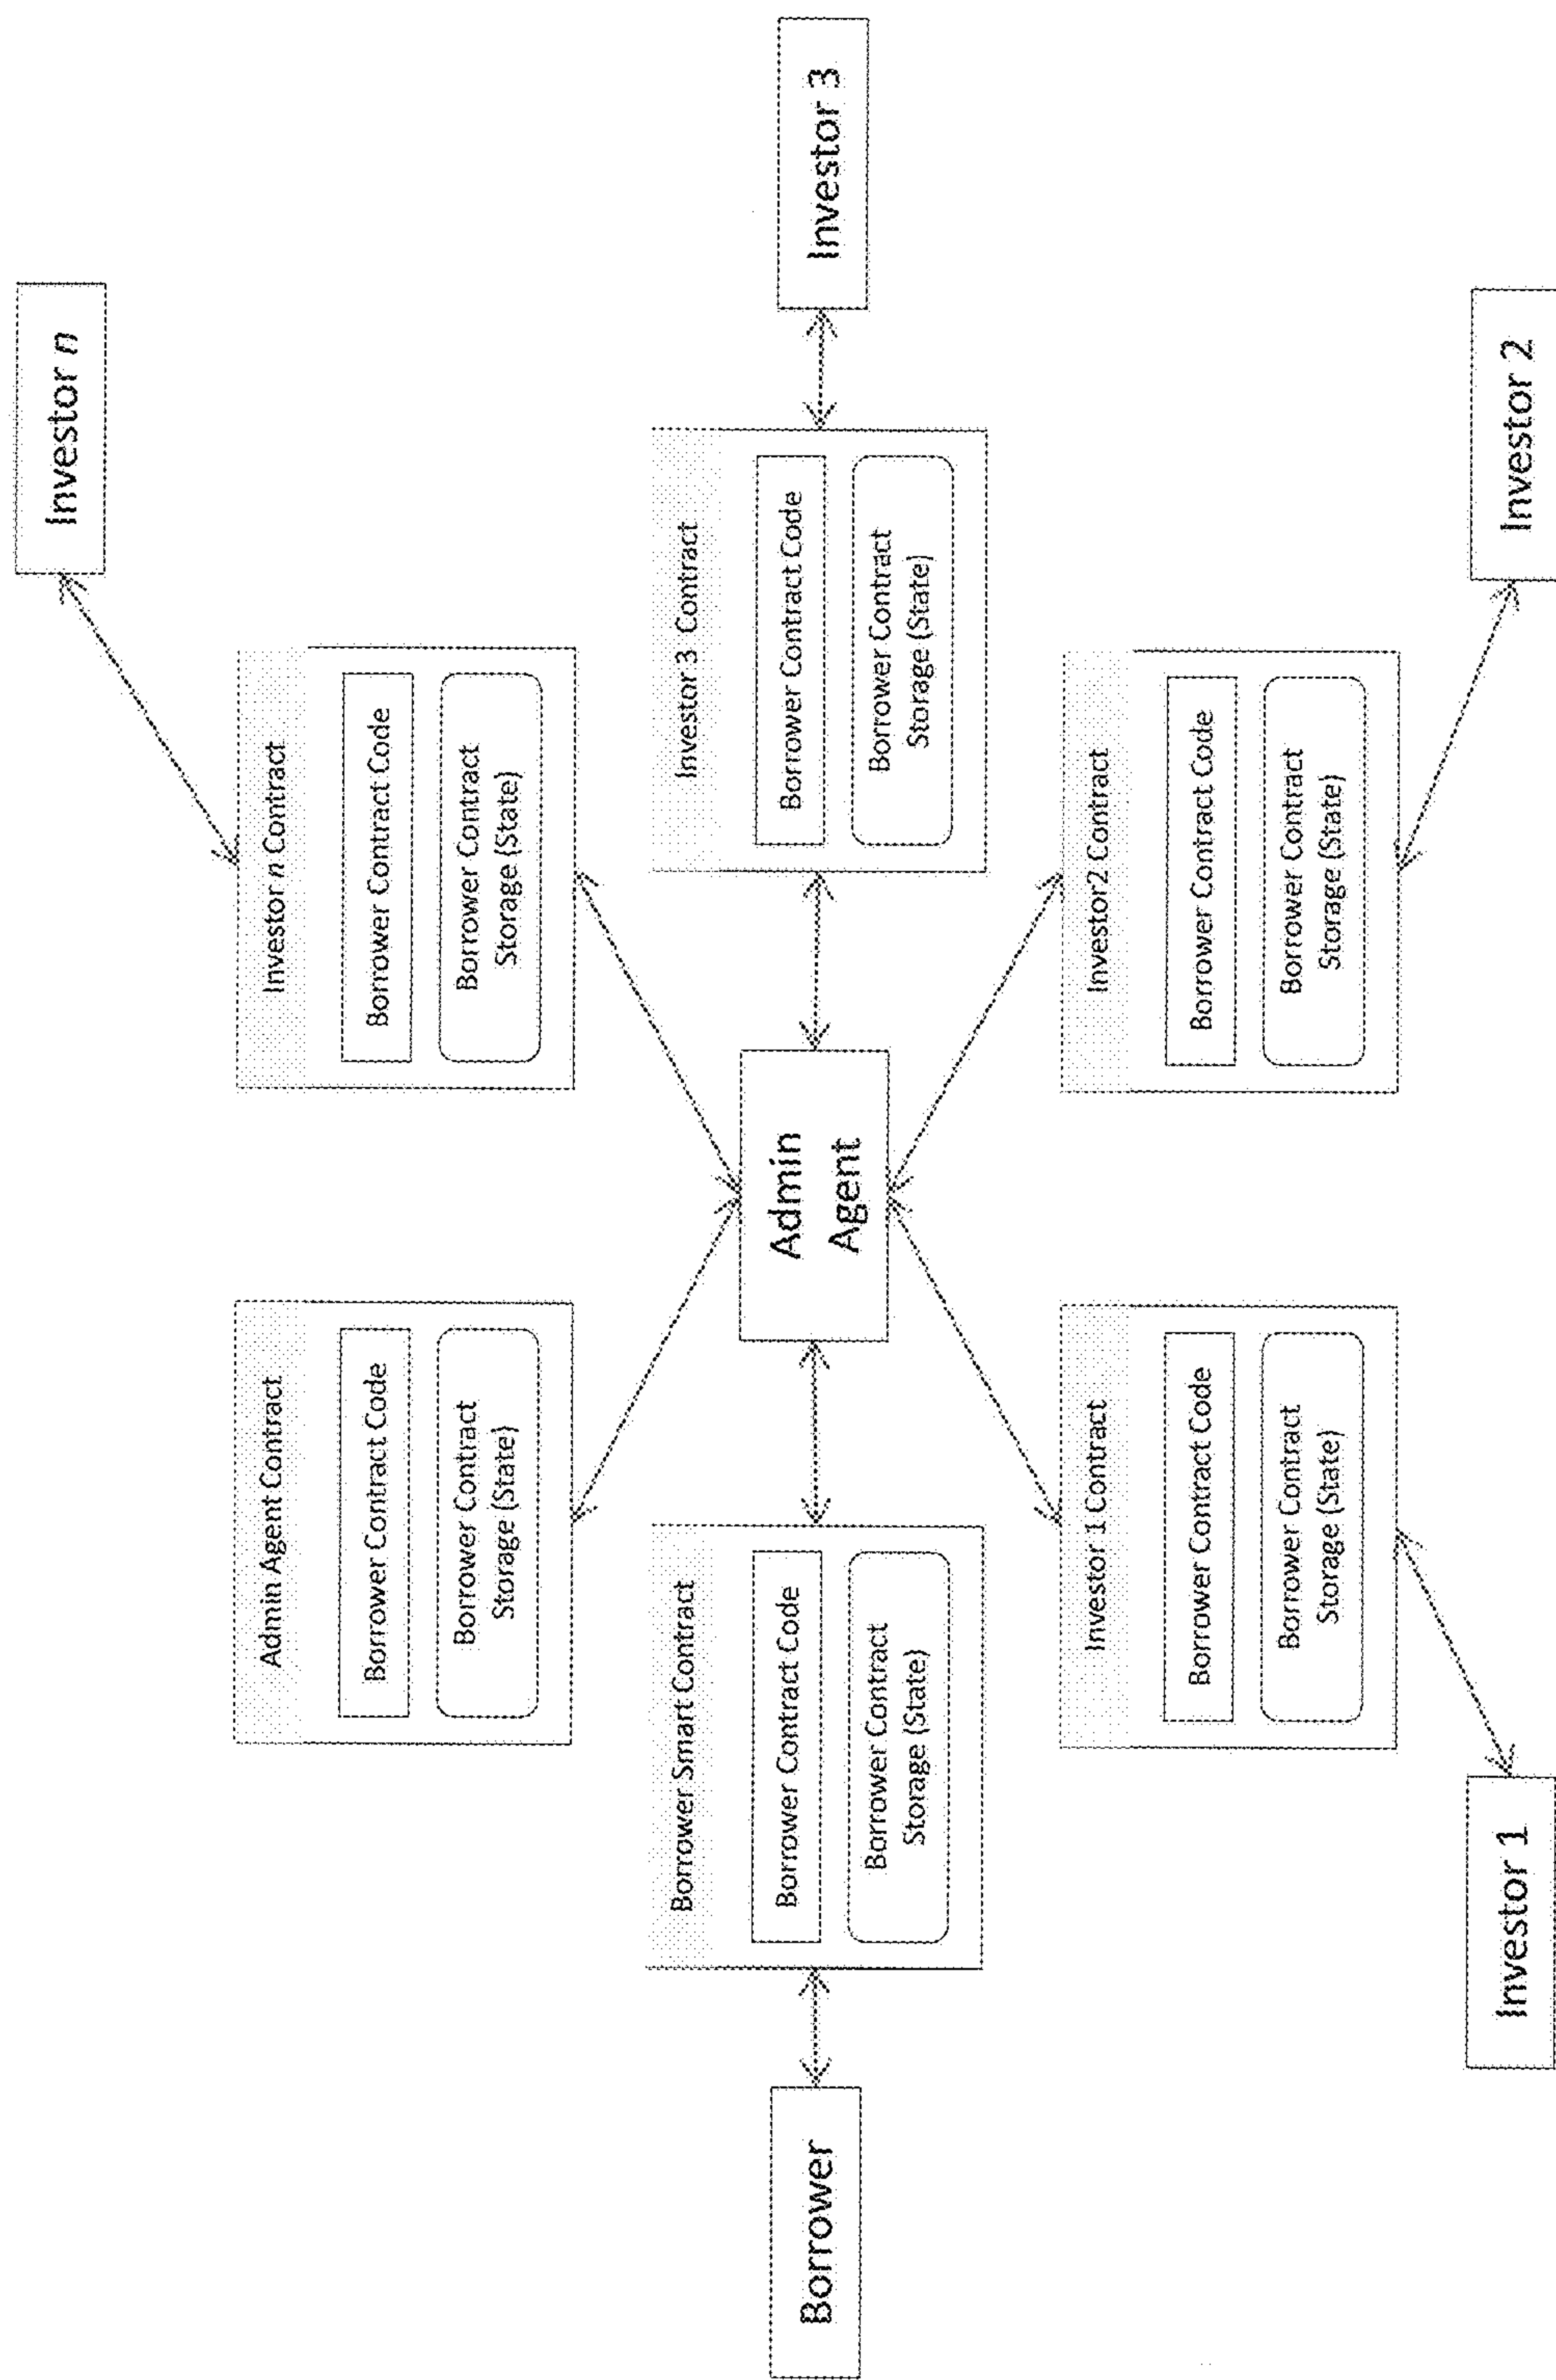 Admin Agent Contract
Borrower Contract Code
Borrower Contract
Storage (State)
Investor n Contract
Borrower Contract Code
Borrower Contract
Storage (State)
Investor n
Borrower
Borrower Smart Contract
Borrower Contract Code
Borrower Contract
Storage (State)
Admin
Agent
Investor 3 Contract
Borrower Contract Code
Borrower Contract
Storage (State)
Investor 3
Investor 1 Contract
Borrower Contract Code
Borrower Contract
Storage (State)
Investor2 Contract
Borrower Contract Code
Borrower Contract
Storage (State)
Investor 1
Investor 2